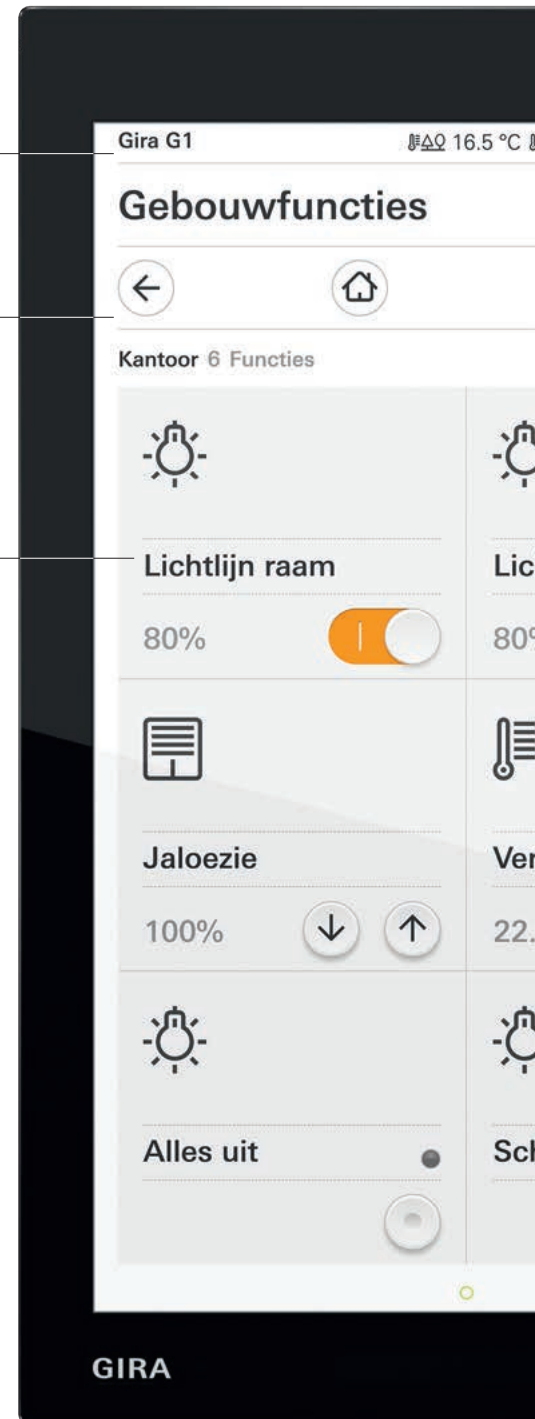 Gira G1 16.5 °C
Gebouwfuncties
Kantoor 6 Functies
Lichtlijn raam
80%
Jaloezie
100%
Alles uit
GIRA